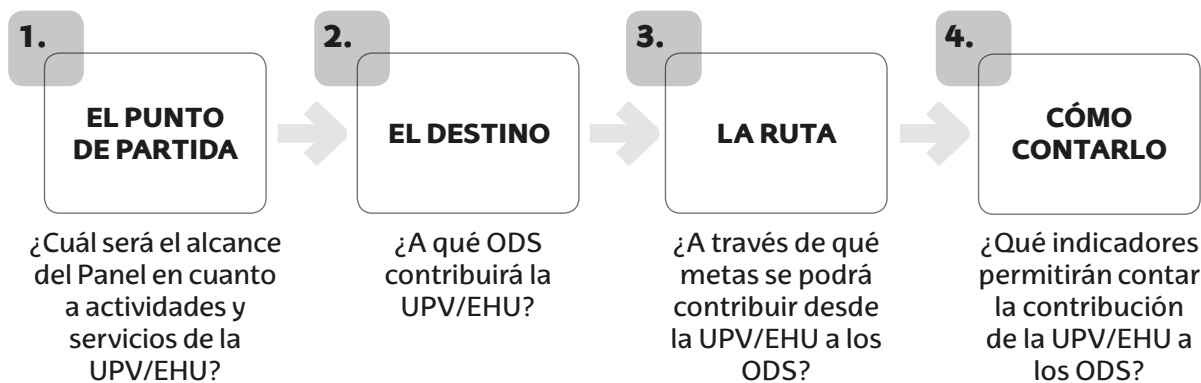 1.
EL PUNTO
DE PARTIDA
¿Cuál será el alcance
del Panel en cuanto
a actividades y
servicios de la
UPV/EHU?
2.
EL DESTINO
¿A qué ODS
contribuirá la
UPV/EHU?
3.
LA RUTA
¿A través de qué
metas se podrá
contribuir desde
la UPV/EHU a los
ODS?
4.
CÓMO
CONTARLO
¿Qué indicadores
permitirán contar
la contribución
de la UPV/EHU a
los ODS?